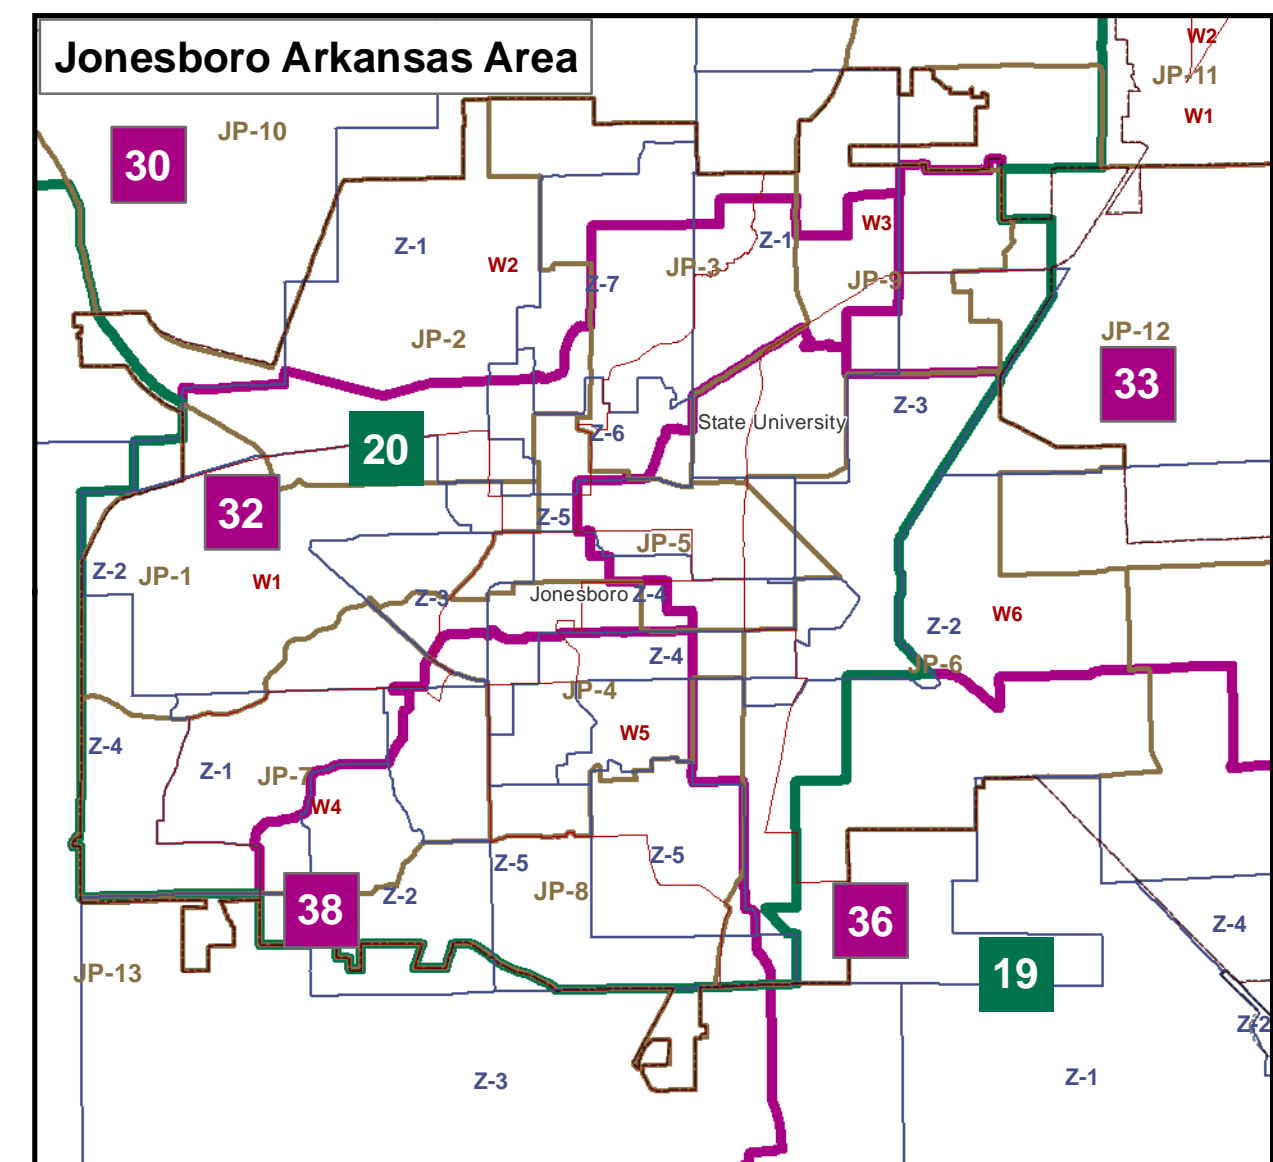 Jonesboro Arkansas Area
W2
JP-11
W1
JP-10
30
Z-1
W2
W3
Z-1
JP-3
JP-9
Z-7
JP-2
JP-12
33
Z-3
State University
Z-6
20
32
Z-5
JP-5
Z-2
JP-1
W1
Z-3
Jonesboro
Z-4
W6
Z-2
Z-4
JP-6
JP-4
W5
Z-4
Z-1
JP-7
W4
Z-5
Z-5
JP-8
Z-2
38
36
Z-4
19
JP-13
Z-2
Z-3
Z-1